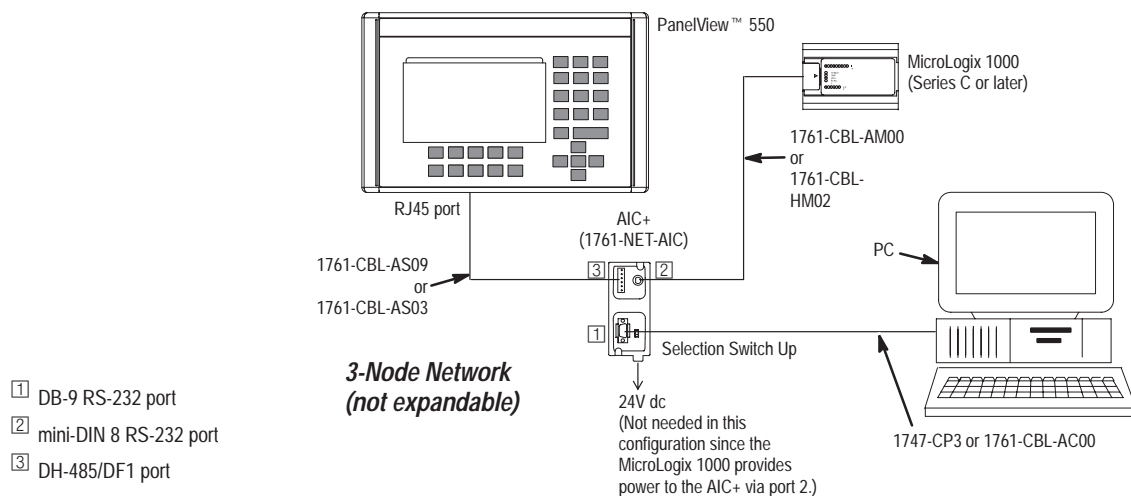 PanelView™ 550
MicroLogix 1000
(Series C or later)
1761-CBL-AM00
or
1761-CBL-
HM02
RJ45 port
AIC+
(1761-NET-AIC)
1761-CBL-AS09
or
1761-CBL-AS03
3
2
PC
1
Selection Switch Up
3-Node Network
(not expandable)
24V dc
(Not needed in this
configuration since the
MicroLogix 1000 provides
power to the AIC+ via port 2.)
1747-CP3 or 1761-CBL-AC00
1 DB-9 RS-232 port
2 mini-DIN 8 RS-232 port
3 DH-485/DF1 port